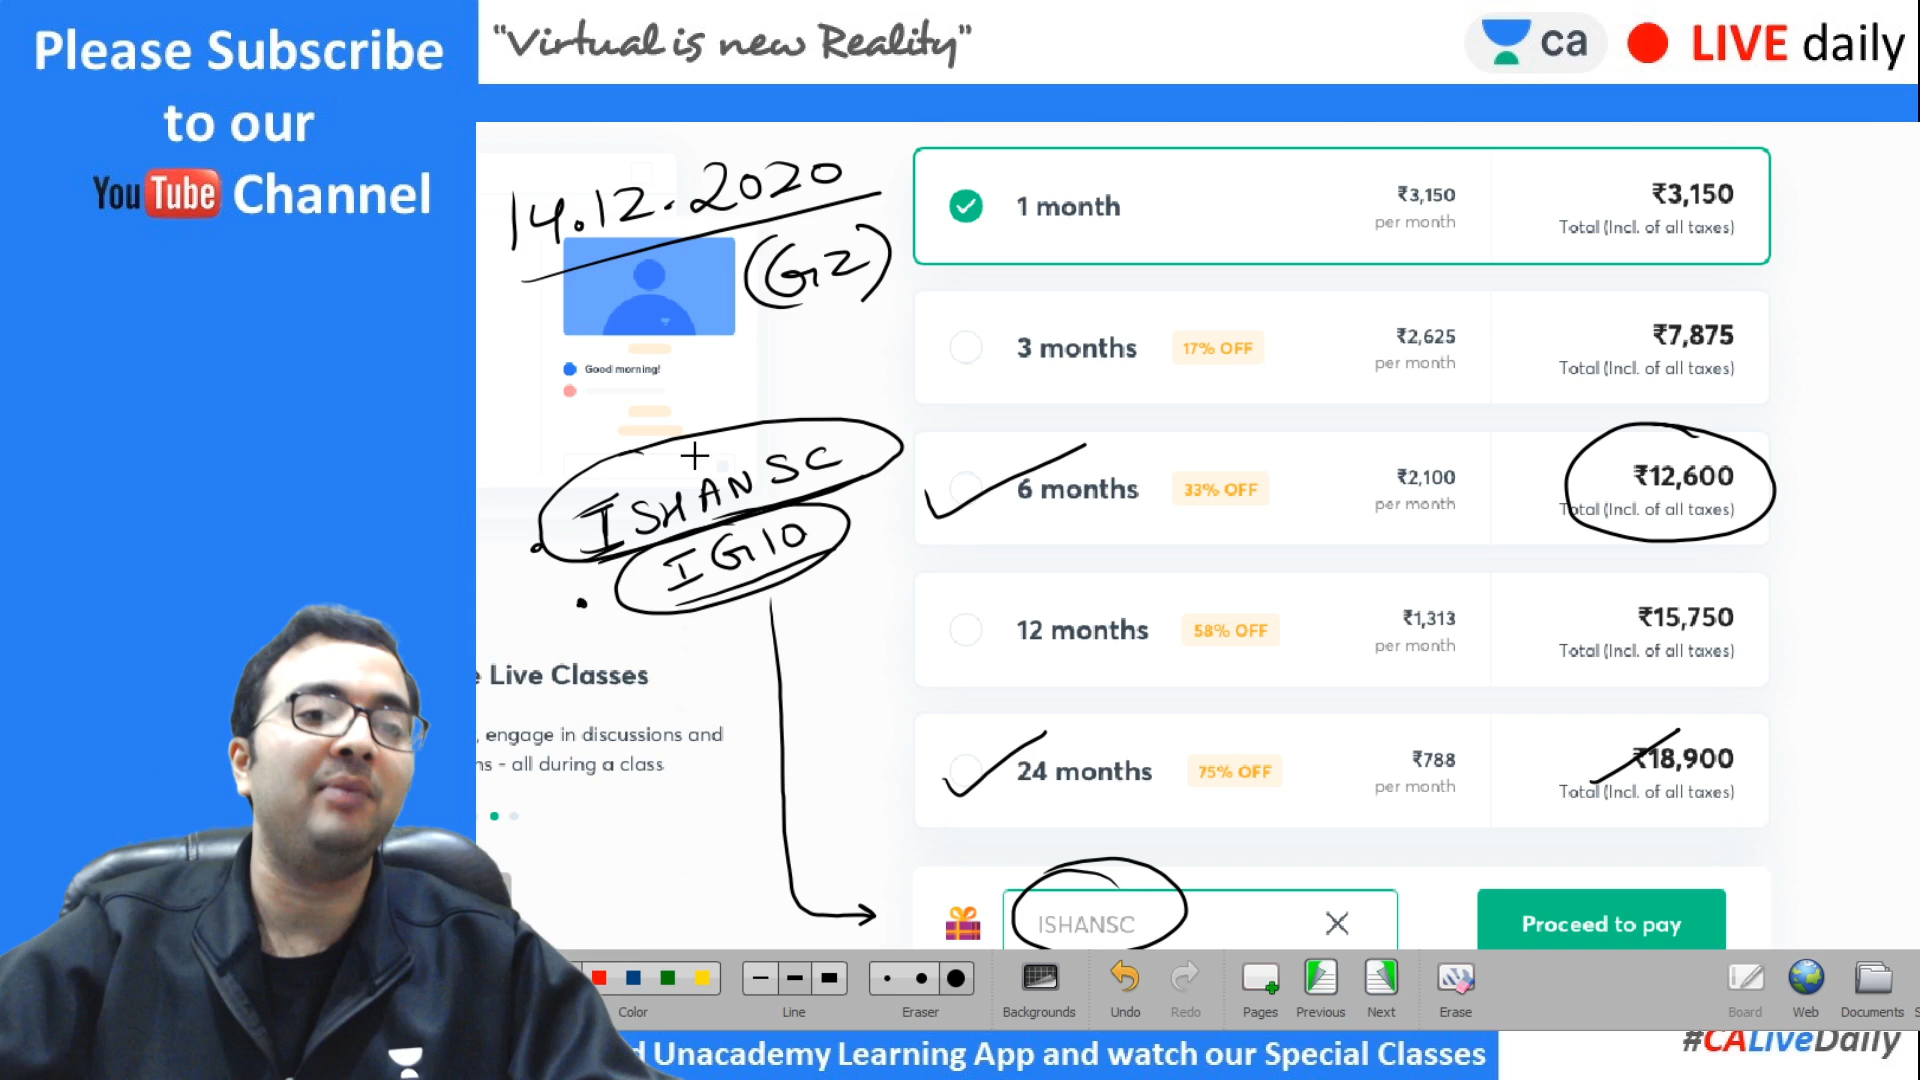 Please Subscribe
to our
YouTube Channel
"Virtual is new Reality"
ca LIVE daily
14.12.2020
(G2)
Good morning!
ISHANSC
IG10
Live Classes
, engage in discussions and
- all during a class
1 month ₹3,150 per month ₹3,150 Total (Incl. of all taxes)
3 months 17% OFF ₹2,625 per month ₹7,875 Total (Incl. of all taxes)
6 months 33% OFF ₹2,100 per month ₹12,600 Total (Incl. of all taxes)
12 months 58% OFF ₹1,313 per month ₹15,750 Total (Incl. of all taxes)
24 months 75% OFF ₹788 per month ₹18,900 Total (Incl. of all taxes)
ISHANSC Proceed to pay
Color Line Eraser Backgrounds Undo Redo Pages Previous Next Erase Board Web Documents
Unacademy Learning App and watch our Special Classes
#CALiveDaily